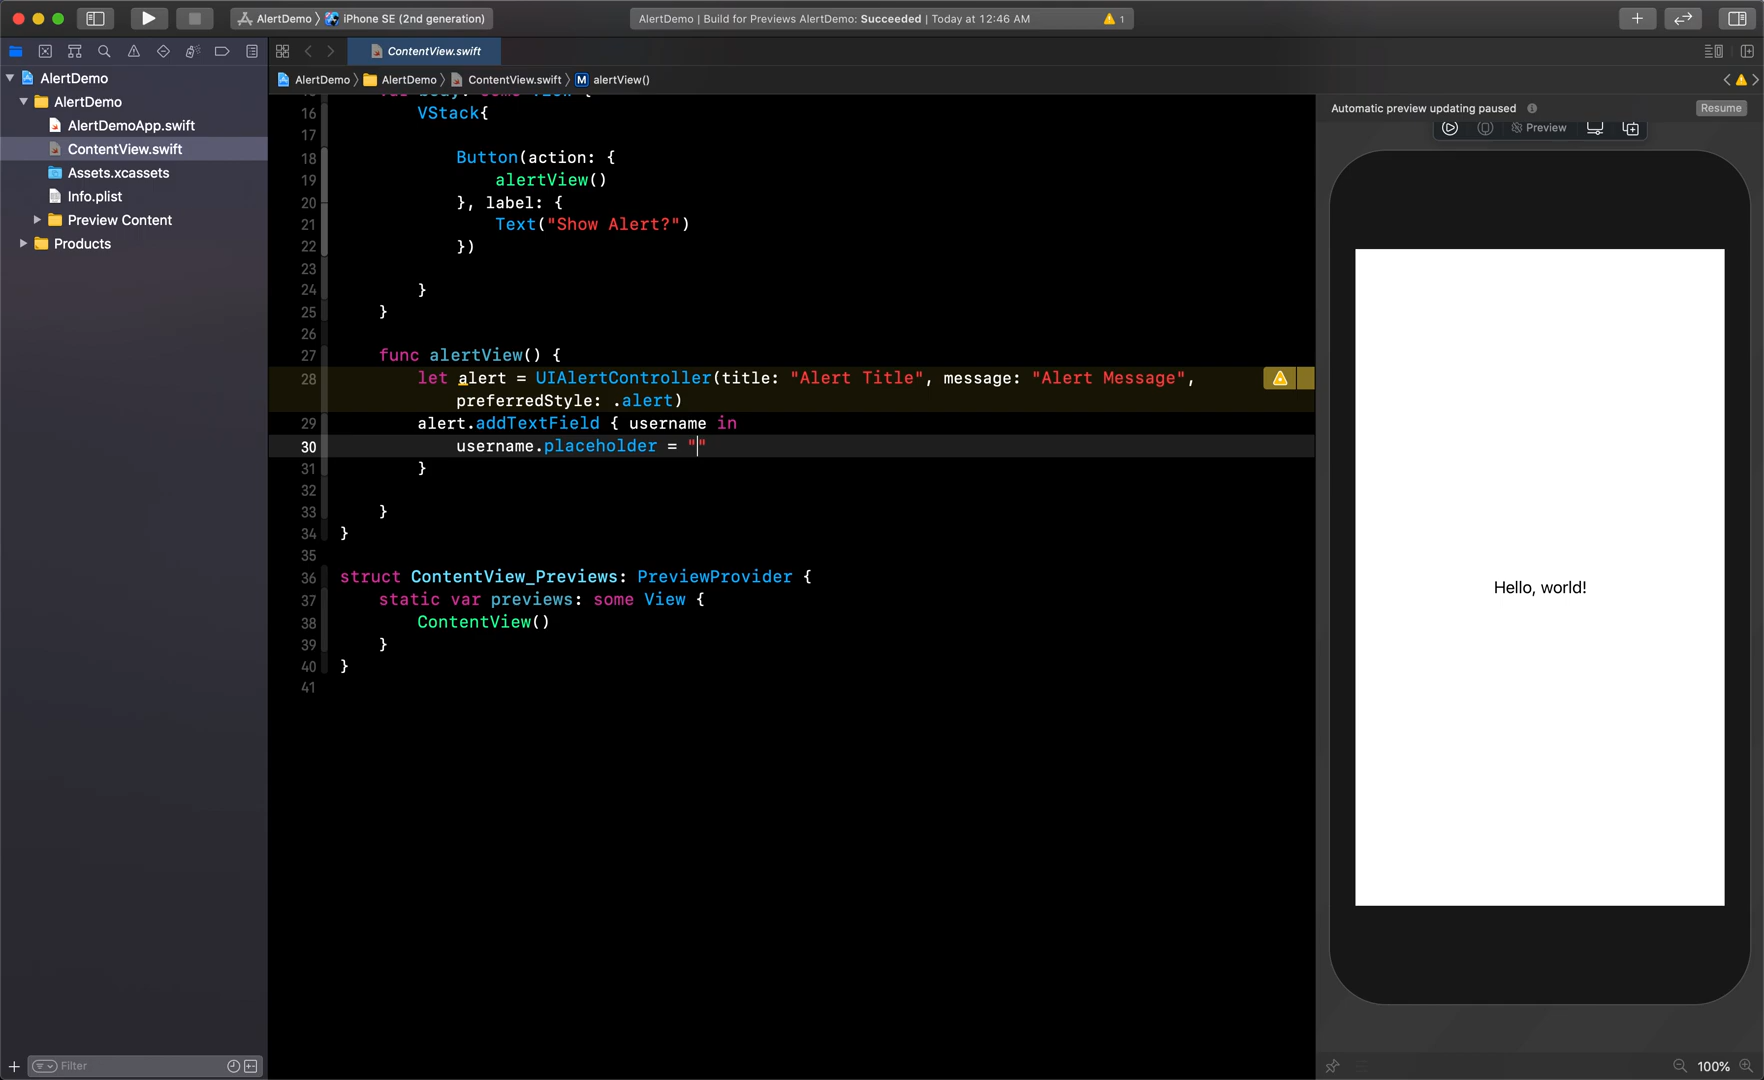 AlertDemo 〉 iPhone SE (2nd generation)
AlertDemo | Build for Previews AlertDemo: Succeeded | Today at 12:46 AM
1
ContentView.swift
AlertDemo 〉 AlertDemo 〉 ContentView.swift 〉 M alertView()
AlertDemo
AlertDemo
AlertDemoApp.swift
ContentView.swift
Assets.xcassets
Info.plist
Preview Content
Products
Filter
var body: some View {
16 VStack{
17
18 Button(action: {
19 alertView()
20 }, label: {
21 Text("Show Alert?")
22 })
23
24 }
25 }
26
27 func alertView() {
28 let alert = UIAlertController(title: "Alert Title", message: "Alert Message",
preferredStyle: .alert)
29 alert.addTextField { username in
30 username.placeholder = ""
31 }
32
33 }
34 }
35
36 struct ContentView_Previews: PreviewProvider {
37 static var previews: some View {
38 ContentView()
39 }
40 }
41
Automatic preview updating paused
Resume
Preview
Hello, world!
100%